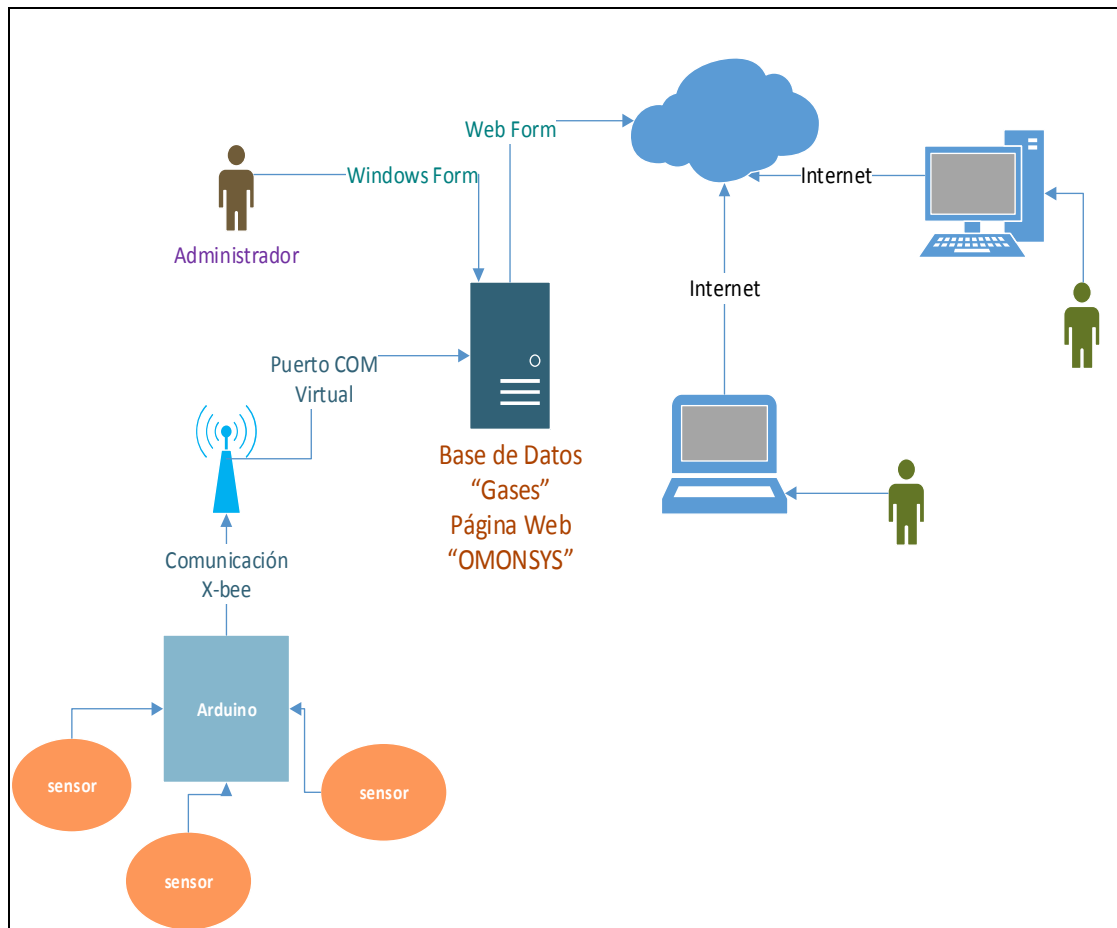 Web Form
Windows Form
Internet
Administrador
Internet
Puerto COM
Virtual
Base de Datos
“Gases”
Página Web
“OMONSYS”
Comunicación
X-bee
Arduino
sensor
sensor
sensor